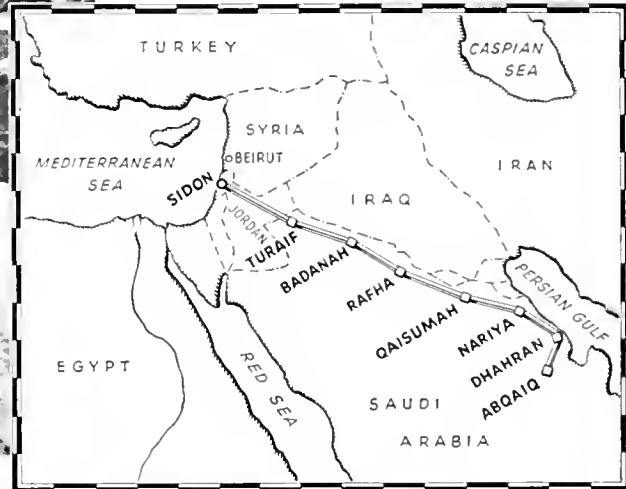 TURKEY
CASPIAN
SEA
SYRIA
BEIRUT
MEDITERRANEAN
SEA
IRAN
SIDON
IRAQ
JORDAN
TURAIF
BADANAH
RAFHA
PERSIAN GULF
QAISUMAH
NARIYA
DHAHRAN
ABQAIQ
EGYPT
RED SEA
SAUDI
ARABIA